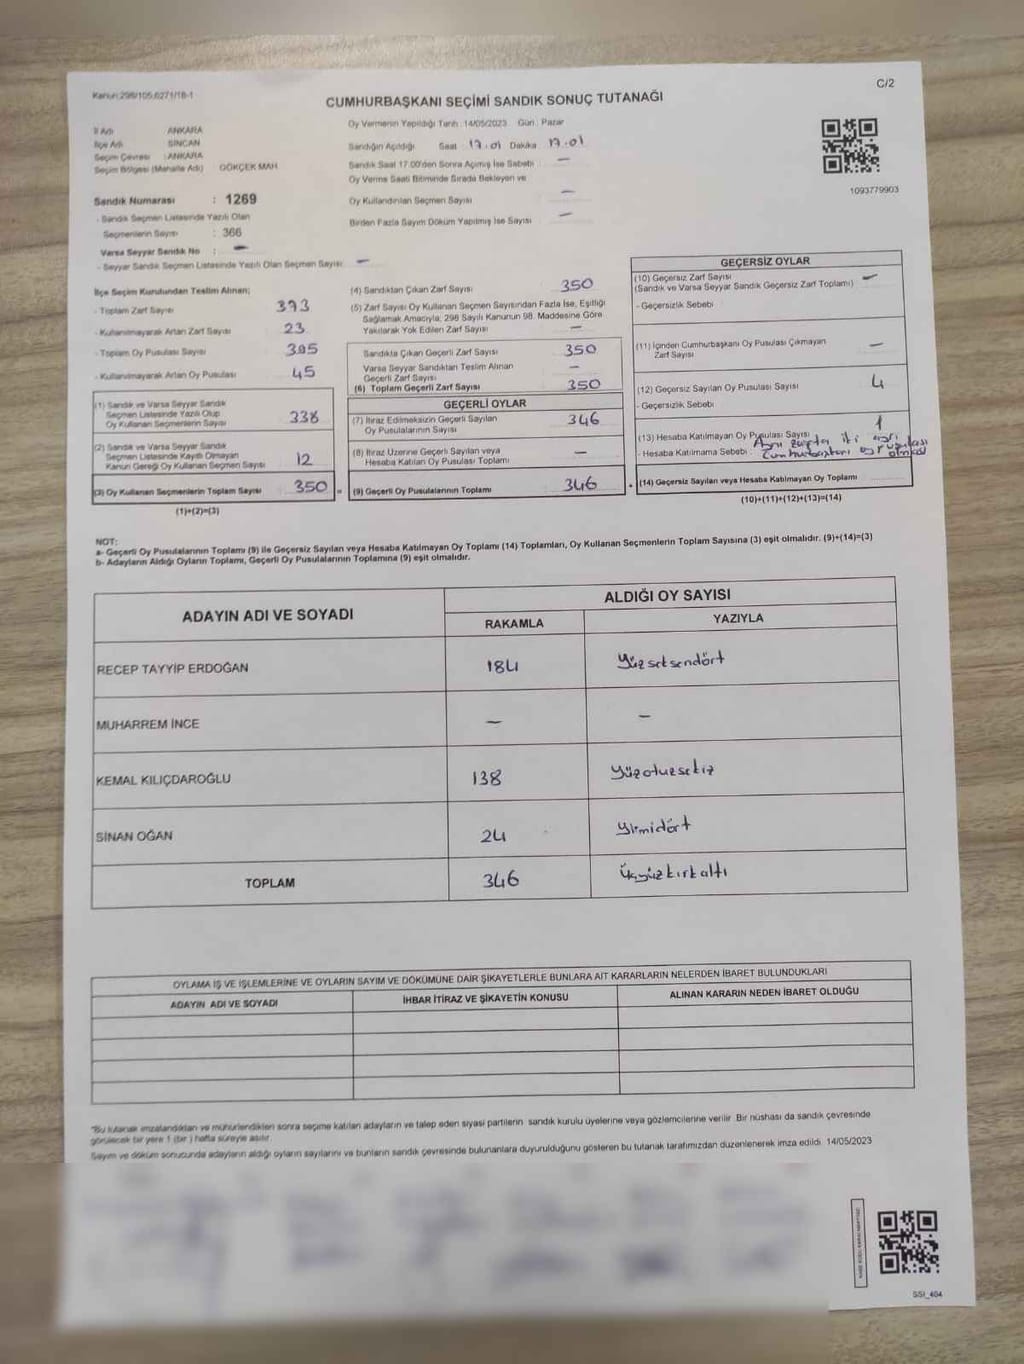 C/2
Kanun:298/105,6271/18-1
CUMHURBAŞKANI SEÇİMİ SANDIK SONUÇ TUTANAĞI
İl Adı ANKARA
İlçe Adı SİNCAN
Seçim Çevresi : ANKARA
Seçim Bölgesi (Mahalle Adı) GÖKÇEK MAH
Sandık Numarası : 1269
- Sandık Seçmen Listesinde Yazılı Olan
Seçmenlerin Sayısı : 366
Varsa Seyyar Sandık No : -
- Seyyar Sandık Seçmen Listesinde Yazılı Olan Seçmen Sayısı -
Oy Vermenin Yapıldığı Tarih : 14/05/2023 Gün : Pazar
Sandığın Açıldığı Saat 17.01 Dakika 17.01
Sandık Saat 17.00'den Sonra Açılmış İse Sebebi -
Oy Verme Saati Bitiminde Sırada Bekleyen ve
Oy Kullandırılan Seçmen Sayısı -
Birden Fazla Sayım Döküm Yapılmış İse Sayısı -
1093779903
İlçe Seçim Kurulundan Teslim Alınan;
- Toplam Zarf Sayısı 373
- Kullanılmayarak Artan Zarf Sayısı 23
- Toplam Oy Pusulası Sayısı 395
- Kullanılmayarak Artan Oy Pusulası 45
(1) Sandık ve Varsa Seyyar Sandık
Seçmen Listesinde Yazılı Olup
Oy Kullanan Seçmenlerin Sayısı 338
(2) Sandık ve Varsa Seyyar Sandık
Seçmen Listesinde Kayıtlı Olmayan
Kanun Gereği Oy Kullanan Seçmen Sayısı 12
(3) Oy Kullanan Seçmenlerin Toplam Sayısı 350 =
(1)+(2)=(3)
(4) Sandıktan Çıkan Zarf Sayısı 350
(5) Zarf Sayısı Oy Kullanan Seçmen Sayısından Fazla İse, Eşitliği
Sağlamak Amacıyla, 298 Sayılı Kanunun 98. Maddesine Göre
Yakılarak Yok Edilen Zarf Sayısı -
Sandıkta Çıkan Geçerli Zarf Sayısı 350
Varsa Seyyar Sandıktan Teslim Alınan
Geçerli Zarf Sayısı -
(6) Toplam Geçerli Zarf Sayısı 350
GEÇERLİ OYLAR
(7) İtiraz Edilmeksizin Geçerli Sayılan
Oy Pusulalarının Sayısı 346
(8) İtiraz Üzerine Geçerli Sayılan veya
Hesaba Katılan Oy Pusulası Toplamı -
(9) Geçerli Oy Pusulalarının Toplamı 346
GEÇERSİZ OYLAR
(10) Geçersiz Zarf Sayısı -
(Sandık ve Varsa Seyyar Sandık Geçersiz Zarf Toplamı)
- Geçersizlik Sebebi
(11) İçinden Cumhurbaşkanı Oy Pusulası Çıkmayan
Zarf Sayısı -
(12) Geçersiz Sayılan Oy Pusulası Sayısı 4
- Geçersizlik Sebebi
(13) Hesaba Katılmayan Oy Pusulası Sayısı 1
- Hesaba Katılmama Sebebi : Aynı zarfta iki ayrı
Cumhurbaşkanı oy pusulası
olması
(14) Geçersiz Sayılan veya Hesaba Katılmayan Oy Toplamı
(10)+(11)+(12)+(13)=(14)
NOT:
a- Geçerli Oy Pusulalarının Toplamı (9) ile Geçersiz Sayılan veya Hesaba Katılmayan Oy Toplamı (14) Toplamları, Oy Kullanan Seçmenlerin Toplam Sayısına (3) eşit olmalıdır. (9)+(14)=(3)
b- Adayların Aldığı Oyların Toplamı, Geçerli Oy Pusulalarının Toplamına (9) eşit olmalıdır.
ADAYIN ADI VE SOYADI
ALDIĞI OY SAYISI
RAKAMLA YAZIYLA
RECEP TAYYİP ERDOĞAN 184 Yüzseksendört
MUHARREM İNCE - -
KEMAL KILIÇDAROĞLU 138 Yüzotuzsekiz
SİNAN OĞAN 24 Yirmidört
TOPLAM 346 Üçyüzkırkaltı
OYLAMA İŞ VE İŞLEMLERİNE VE OYLARIN SAYIM VE DÖKÜMÜNE DAİR ŞİKAYETLERLE BUNLARA AİT KARARLARIN NELERDEN İBARET BULUNDUKLARI
ADAYIN ADI VE SOYADI İHBAR İTİRAZ VE ŞİKAYETİN KONUSU ALINAN KARARIN NEDEN İBARET OLDUĞU
"Bu tutanak imzalandıktan ve mühürlendikten sonra seçime katılan adayların ve talep eden siyasi partilerin sandık kurulu üyelerine veya gözlemcilerine verilir. Bir nüshası da sandık çevresinde
görülecek bir yere 1 (bir) hafta süreyle asılır.
Sayım ve döküm sonucunda adayların aldığı oyların sayılarını ve bunların sandık çevresinde bulunanlara duyurulduğunu gösteren bu tutanak tarafımızdan düzenlenerek imza edildi. 14/05/2023
SSI_404